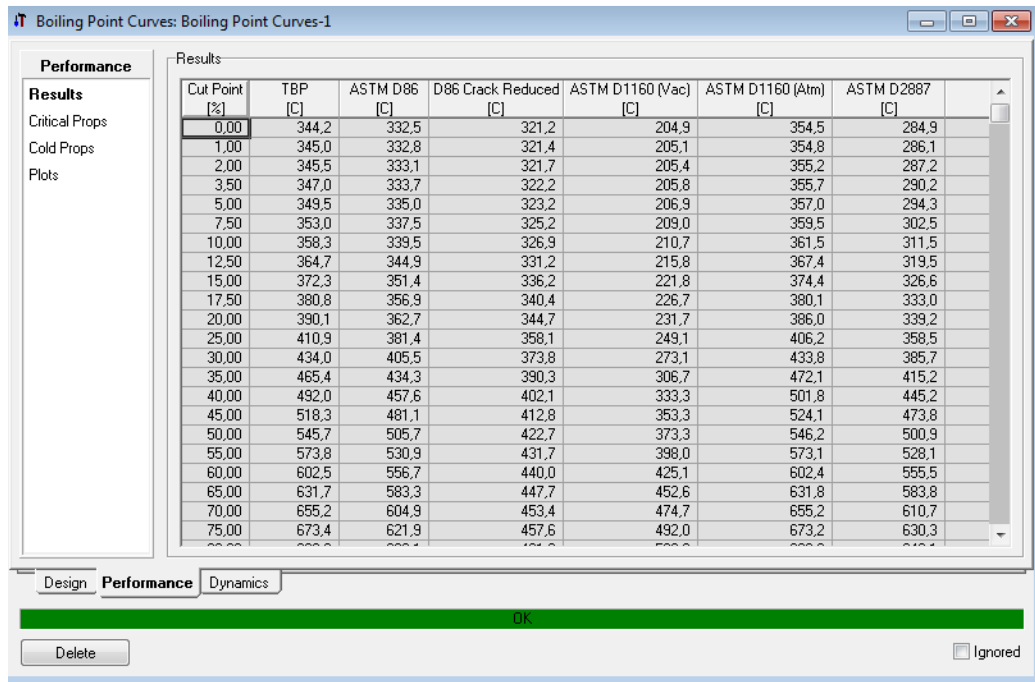 Boiling Point Curves: Boiling Point Curves-1
Performance
Results
Critical Props
Cold Props
Plots
Results
Cut Point TBP ASTM D86 D86 Crack Reduced ASTM D1160 (Vac) ASTM D1160 (Atm) ASTM D2887
[%] [C] [C] [C] [C] [C] [C]
0,00 344,2 332,5 321,2 204,9 354,5 284,9
1,00 345,0 332,8 321,4 205,1 354,8 286,1
2,00 345,5 333,1 321,7 205,4 355,2 287,2
3,50 347,0 333,7 322,2 205,8 355,7 290,2
5,00 349,5 335,0 323,2 206,9 357,0 294,3
7,50 353,0 337,5 325,2 209,0 359,5 302,5
10,00 358,3 339,5 326,9 210,7 361,5 311,5
12,50 364,7 344,9 331,2 215,8 367,4 319,5
15,00 372,3 351,4 336,2 221,8 374,4 326,6
17,50 380,8 356,9 340,4 226,7 380,1 333,0
20,00 390,1 362,7 344,7 231,7 386,0 339,2
25,00 410,9 381,4 358,1 249,1 406,2 358,5
30,00 434,0 405,5 373,8 273,1 433,8 385,7
35,00 465,4 434,3 390,3 306,7 472,1 415,2
40,00 492,0 457,6 402,1 333,3 501,8 445,2
45,00 518,3 481,1 412,8 353,3 524,1 473,8
50,00 545,7 505,7 422,7 373,3 546,2 500,9
55,00 573,8 530,9 431,7 398,0 573,1 528,1
60,00 602,5 556,7 440,0 425,1 602,4 555,5
65,00 631,7 583,3 447,7 452,6 631,8 583,8
70,00 655,2 604,9 453,4 474,7 655,2 610,7
75,00 673,4 621,9 457,6 492,0 673,2 630,3
Design Performance Dynamics
OK
Delete Ignored